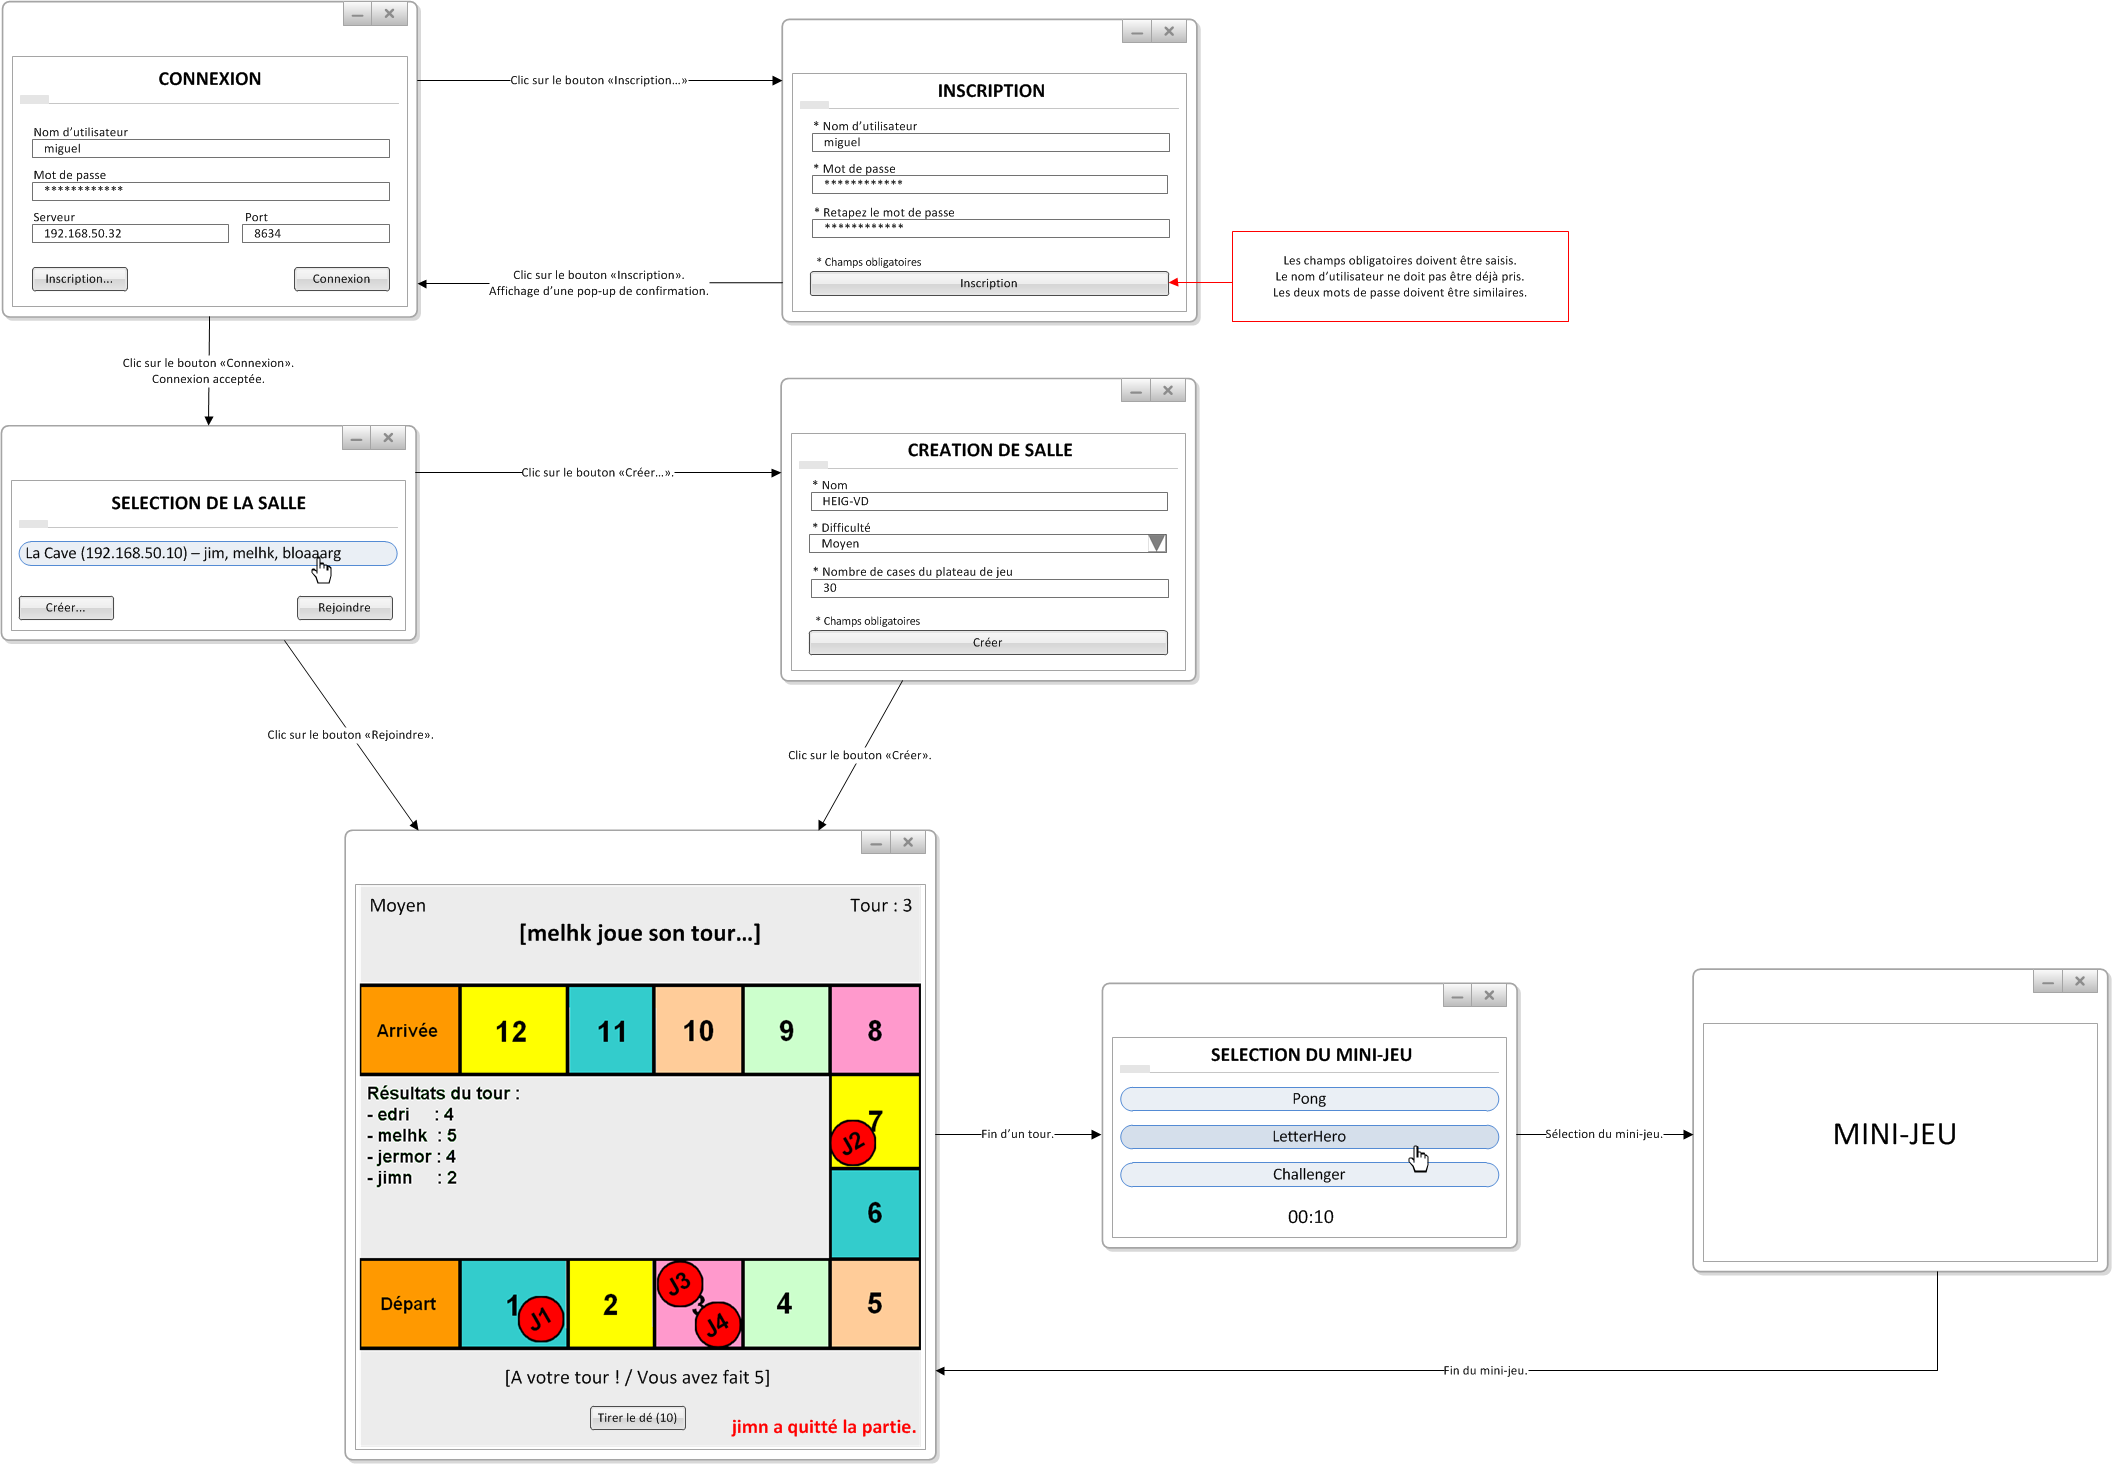 CONNEXION
Nom d'utilisateur
miguel
Mot de passe
************
Serveur
Port
192.168.50.32
8634
Inscription...
Connexion
Clic sur le bouton «Inscription...»
INSCRIPTION
* Nom d'utilisateur
miguel
* Mot de passe
************
* Retapez le mot de passe
************
* Champs obligatoires
Inscription
Les champs obligatoires doivent être saisis.
Le nom d'utilisateur ne doit pas être déjà pris.
Les deux mots de passe doivent être similaires.
Clic sur le bouton «Inscription».
Affichage d'une pop-up de confirmation.
Clic sur le bouton «Connexion».
Connexion acceptée.
SELECTION DE LA SALLE
La Cave (192.168.50.10) – jim, melhk, bloaaarg
Créer...
Rejoindre
Clic sur le bouton «Créer...».
CREATION DE SALLE
* Nom
HEIG-VD
* Difficulté
Moyen
* Nombre de cases du plateau de jeu
30
* Champs obligatoires
Créer
Clic sur le bouton «Rejoindre».
Clic sur le bouton «Créer».
Moyen
Tour : 3
[melhk joue son tour...]
Arrivée
12
11
10
9
8
Résultats du tour :
- edri : 4
- melhk : 5
- jermor : 4
- jimn : 2
7
J2
6
Départ
1
J1
2
J3
3
J4
4
5
[A votre tour ! / Vous avez fait 5]
Tirer le dé (10)
jimn a quitté la partie.
Fin d'un tour.
SELECTION DU MINI-JEU
Pong
LetterHero
Challenger
00:10
Sélection du mini-jeu.
MINI-JEU
Fin du mini-jeu.